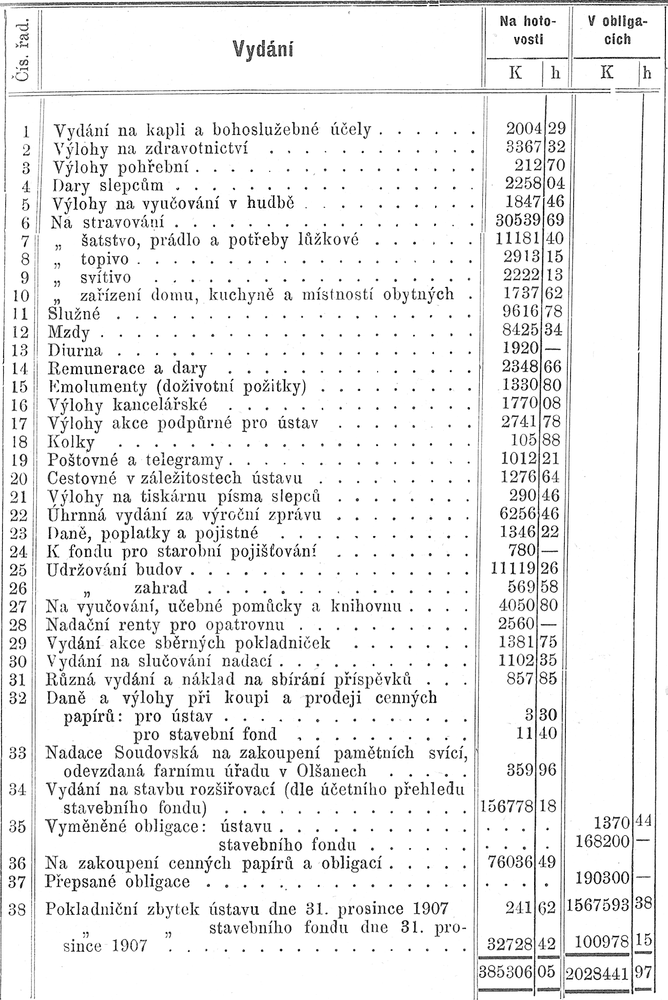 Čís. řad. Vydání Na hoto- V obliga-
vosti cích
K h K h
1 Vydání na kapli a bohoslužebné účely . . . . . . 2004 29
2 Výlohy na zdravotnictví . . . . . . . . . . . . 3367 32
3 Výlohy pohřební . . . . . . . . . . . . . . . . 212 70
4 Dary slepcům . . . . . . . . . . . . . . . . . 2258 04
5 Výlohy na vyučování v hudbě . . . . . . . . . . 1847 46
6 Na stravování . . . . . . . . . . . . . . . . . 30539 69
7 „ šatstvo, prádlo a potřeby lůžkové . . . . . . 11181 40
8 „ topivo . . . . . . . . . . . . . . . . . . . 2913 15
9 „ svítivo . . . . . . . . . . . . . . . . . . 2222 13
10 „ zařízení domu, kuchyně a místností obytných . 1737 62
11 Služné . . . . . . . . . . . . . . . . . . . . 9616 78
12 Mzdy . . . . . . . . . . . . . . . . . . . . . 8425 34
13 Diurna . . . . . . . . . . . . . . . . . . . . 1920 —
14 Remunerace a dary . . . . . . . . . . . . . . 2348 66
15 Emolumenty (doživotní požitky) . . . . . . . . . 1330 80
16 Výlohy kancelářské . . . . . . . . . . . . . . 1770 08
17 Výlohy akce podpůrné pro ústav . . . . . . . . 2741 78
18 Kolky . . . . . . . . . . . . . . . . . . . . 105 88
19 Poštovné a telegramy . . . . . . . . . . . . . . 1012 21
20 Cestovné v záležitostech ústavu . . . . . . . . . 1276 64
21 Výlohy na tiskárnu písma slepců . . . . . . . . 290 46
22 Úhrnná vydání za výroční zprávu . . . . . . . . 6256 46
23 Daně, poplatky a pojistné . . . . . . . . . . . 1346 22
24 K fondu pro starobní pojišťování . . . . . . . . 780 —
25 Udržování budov . . . . . . . . . . . . . . . . 11119 26
26 „ zahrad . . . . . . . . . . . . . . . 569 58
27 Na vyučování, učebné pomůcky a knihovnu . . . . 4050 80
28 Nadační renty pro opatrovnu . . . . . . . . . . 2560 —
29 Vydání akce sběrných pokladniček . . . . . . . 1381 75
30 Vydání na slučování nadací . . . . . . . . . . . 1102 35
31 Různá vydání a náklad na sbírání příspěvků . . . 857 85
32 Daně a výlohy při koupi a prodeji cenných
papírů: pro ústav . . . . . . . . . . . . . . 3 30
pro stavební fond . . . . . . . . . . 11 40
33 Nadace Soudovská na zakoupení pamětních svící,
odevzdaná farnímu úřadu v Olšanech . . . . . 359 96
34 Vydání na stavbu rozšiřovací (dle účetního přehledu
stavebního fondu) . . . . . . . . . . . . . . 156778 18
35 Vyměněné obligace: ústavu . . . . . . . . . . . . . . . 1370 44
stavebního fondu . . . . . . . . . . 168200 —
36 Na zakoupení cenných papírů a obligací . . . . . 76036 49
37 Přepsané obligace . . . . . . . . . . . . . . . . . . . 190300 —
38 Pokladniční zbytek ústavu dne 31. prosince 1907 241 62 1567593 38
„ „ stavebního fondu dne 31. pro-
since 1907 . . . . . . . . . . . . . . . . . 32728 42 100978 15
385306 05 2028441 97